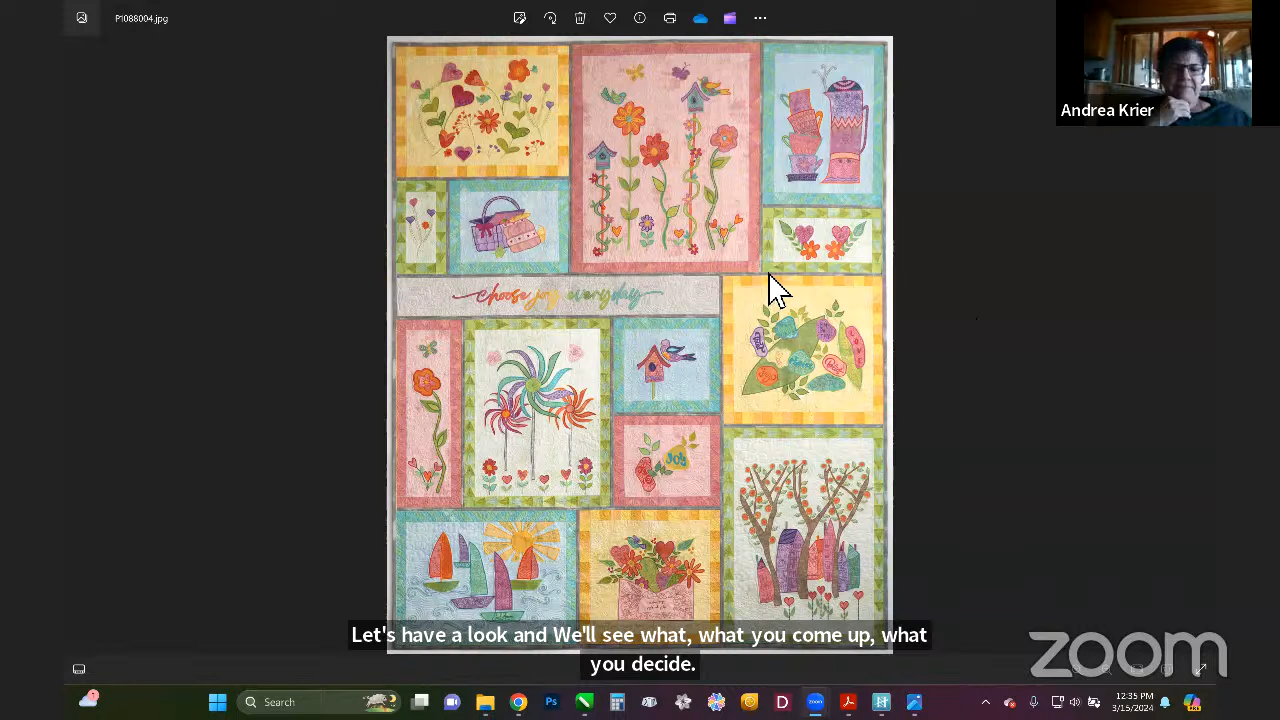 P1088004.jpg
Andrea Krier
choose joy everyday
LOVE
JOY
Let's have a look and We'll see what, what you come up, what
you decide.
zoom
Search
12:35 PM
3/15/2024